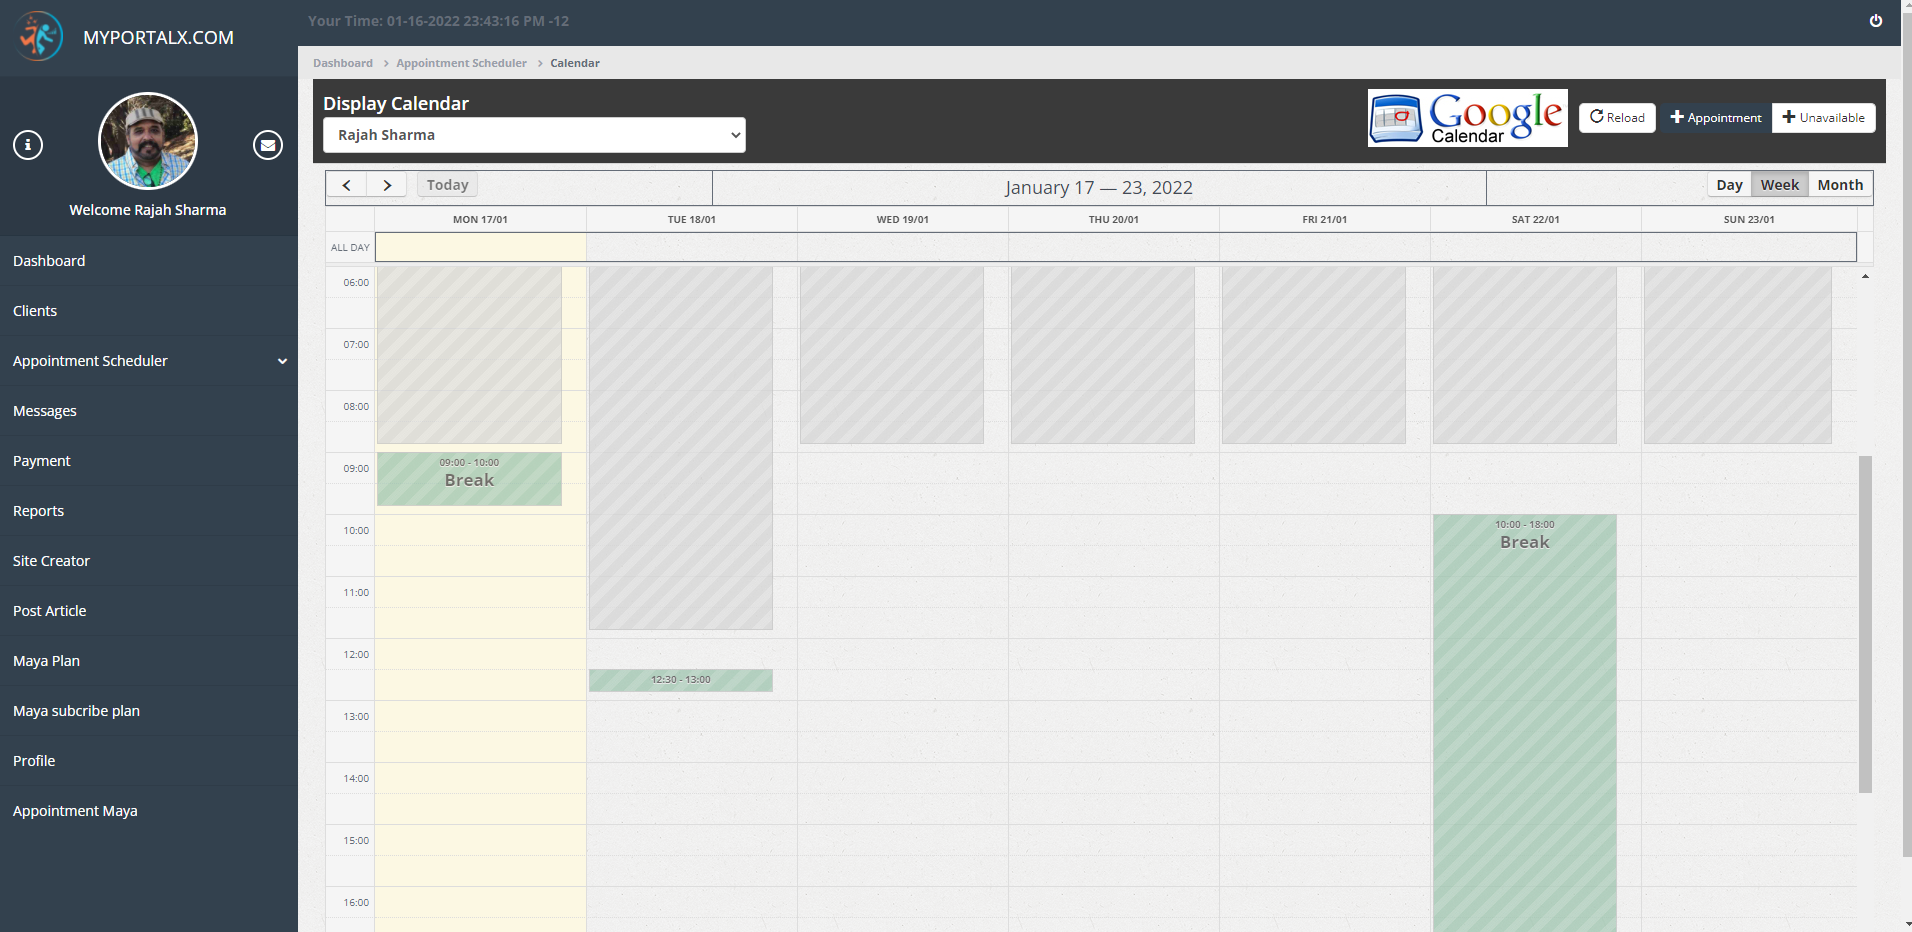 MYPORTALX.COM
Your Time: 01-16-2022 23:43:16 PM -12
Welcome Rajah Sharma
Dashboard
Clients
Appointment Scheduler
Messages
Payment
Reports
Site Creator
Post Article
Maya Plan
Maya subcribe plan
Profile
Appointment Maya
Dashboard > Appointment Scheduler > Calendar
Display Calendar
Rajah Sharma
Google
Calendar
Reload
Appointment
Unavailable
Today
January 17 — 23, 2022
Day Week Month
MON 17/01 TUE 18/01 WED 19/01 THU 20/01 FRI 21/01 SAT 22/01 SUN 23/01
ALL DAY
06:00
07:00
08:00
09:00
09:00 - 10:00
Break
10:00
10:00 - 18:00
Break
11:00
12:00
12:30 - 13:00
13:00
14:00
15:00
16:00